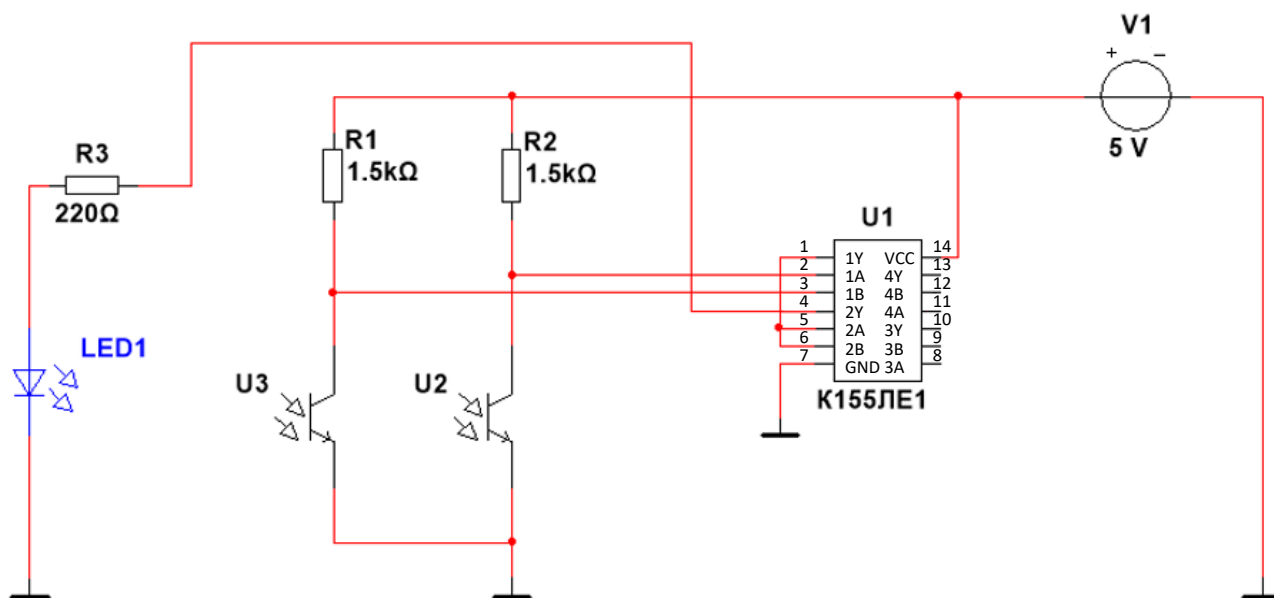 V1
+ −
5 V
R3
220Ω
R1
1.5kΩ
R2
1.5kΩ
U1
1 1Y VCC 14
2 1A 4Y 13
3 1B 4B 12
4 2Y 4A 11
5 2A 3Y 10
6 2B 3B 9
7 GND 3A 8
К155ЛЕ1
LED1
U3
U2